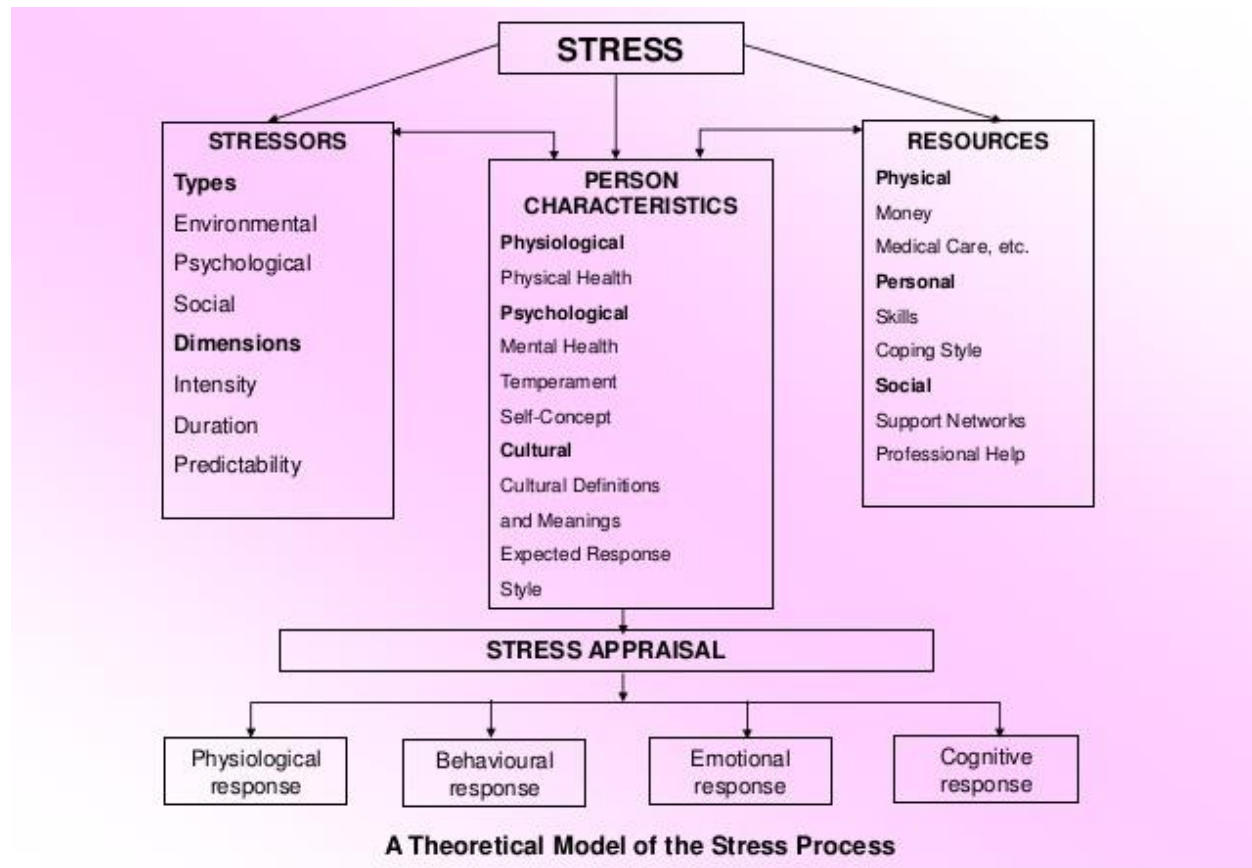 STRESS
STRESSORS
Types
Environmental
Psychological
Social
Dimensions
Intensity
Duration
Predictability
PERSON
CHARACTERISTICS
Physiological
Physical Health
Psychological
Mental Health
Temperament
Self-Concept
Cultural
Cultural Definitions
and Meanings
Expected Response
Style
RESOURCES
Physical
Money
Medical Care, etc.
Personal
Skills
Coping Style
Social
Support Networks
Professional Help
STRESS APPRAISAL
Physiological
response
Behavioural
response
Emotional
response
Cognitive
response
A Theoretical Model of the Stress Process